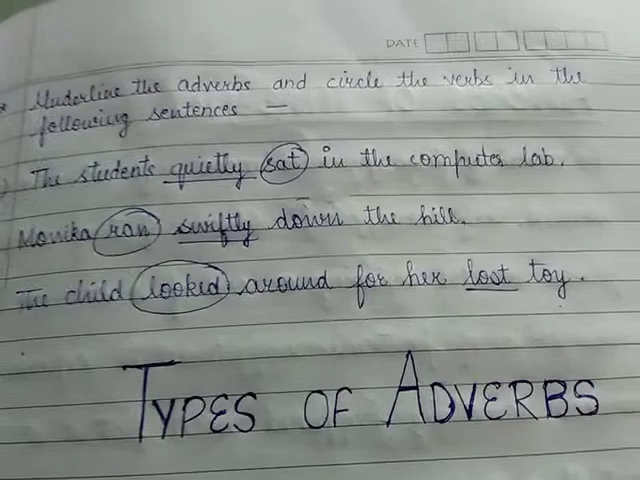 DATE
Underline the adverbs and circle the verbs in the
following sentences —
The students quietly sat in the computer lab.
Monika ran swiftly down the hill.
The child looked around for her lost toy.
TYPES OF ADVERBS